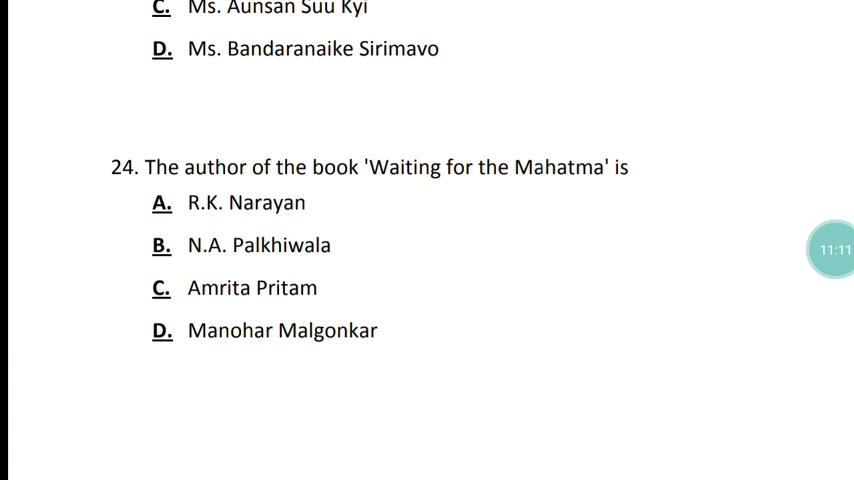 C. Ms. Aunsan Suu Kyi
D. Ms. Bandaranaike Sirimavo
24. The author of the book 'Waiting for the Mahatma' is
A. R.K. Narayan
B. N.A. Palkhiwala
11:11
C. Amrita Pritam
D. Manohar Malgonkar